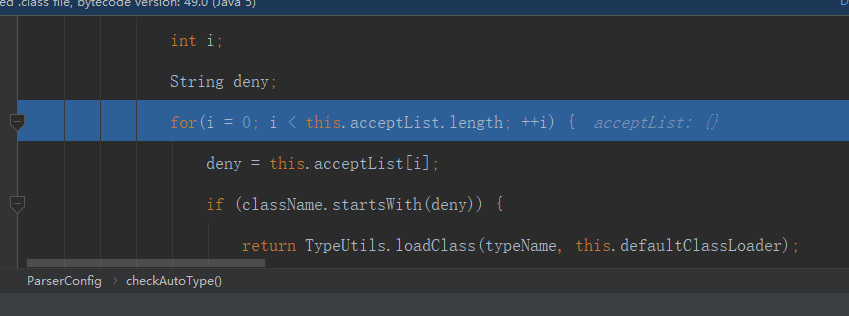 ed .class file, bytecode version: 49.0 (Java 5)
int i;
String deny;
for(i = 0; i < this.acceptList.length; ++i) {  acceptList: {}
deny = this.acceptList[i];
if (className.startsWith(deny)) {
return TypeUtils.loadClass(typeName, this.defaultClassLoader);
ParserConfig › checkAutoType()